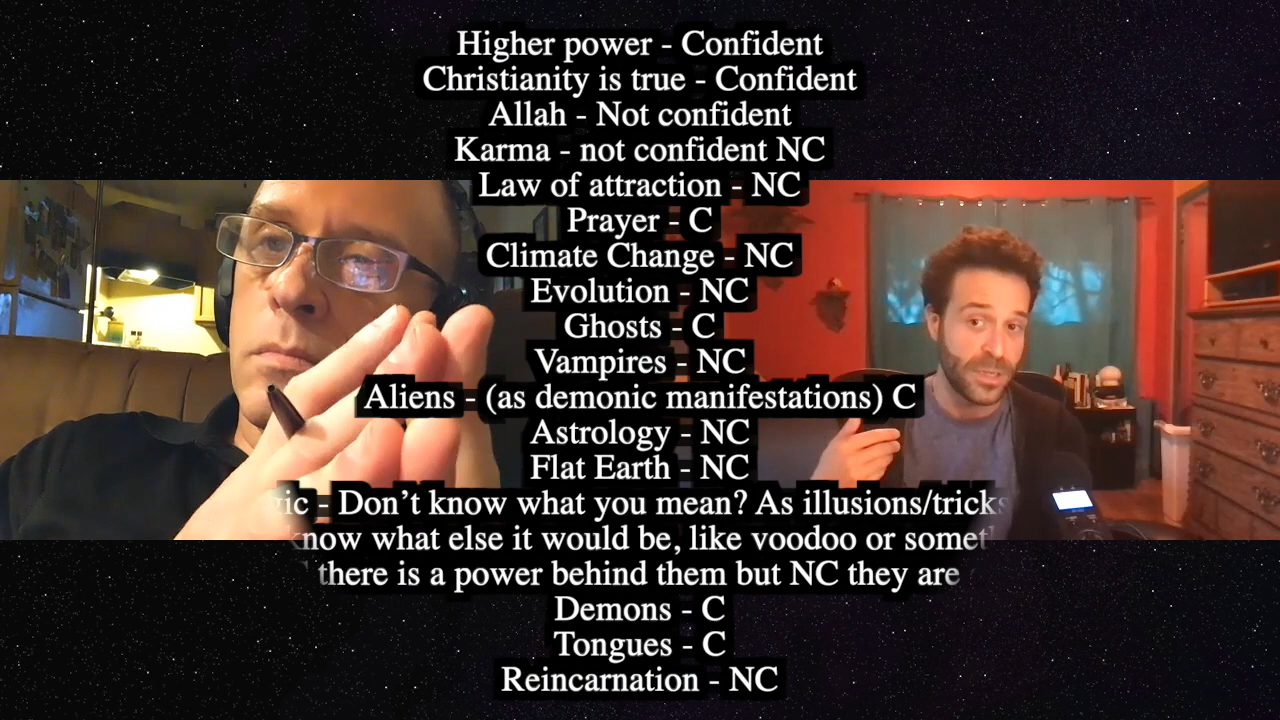 Higher power - Confident
Christianity is true - Confident
Allah - Not confident
Karma - not confident NC
Law of attraction - NC
Prayer - C
Climate Change - NC
Evolution - NC
Ghosts - C
Vampires - NC
Aliens - (as demonic manifestations) C
Astrology - NC
Flat Earth - NC
- Don’t know what you mean? As illusions/tricks
know what else it would be, like voodoo or
there is a power behind them but NC they are
Demons - C
Tongues - C
Reincarnation - NC